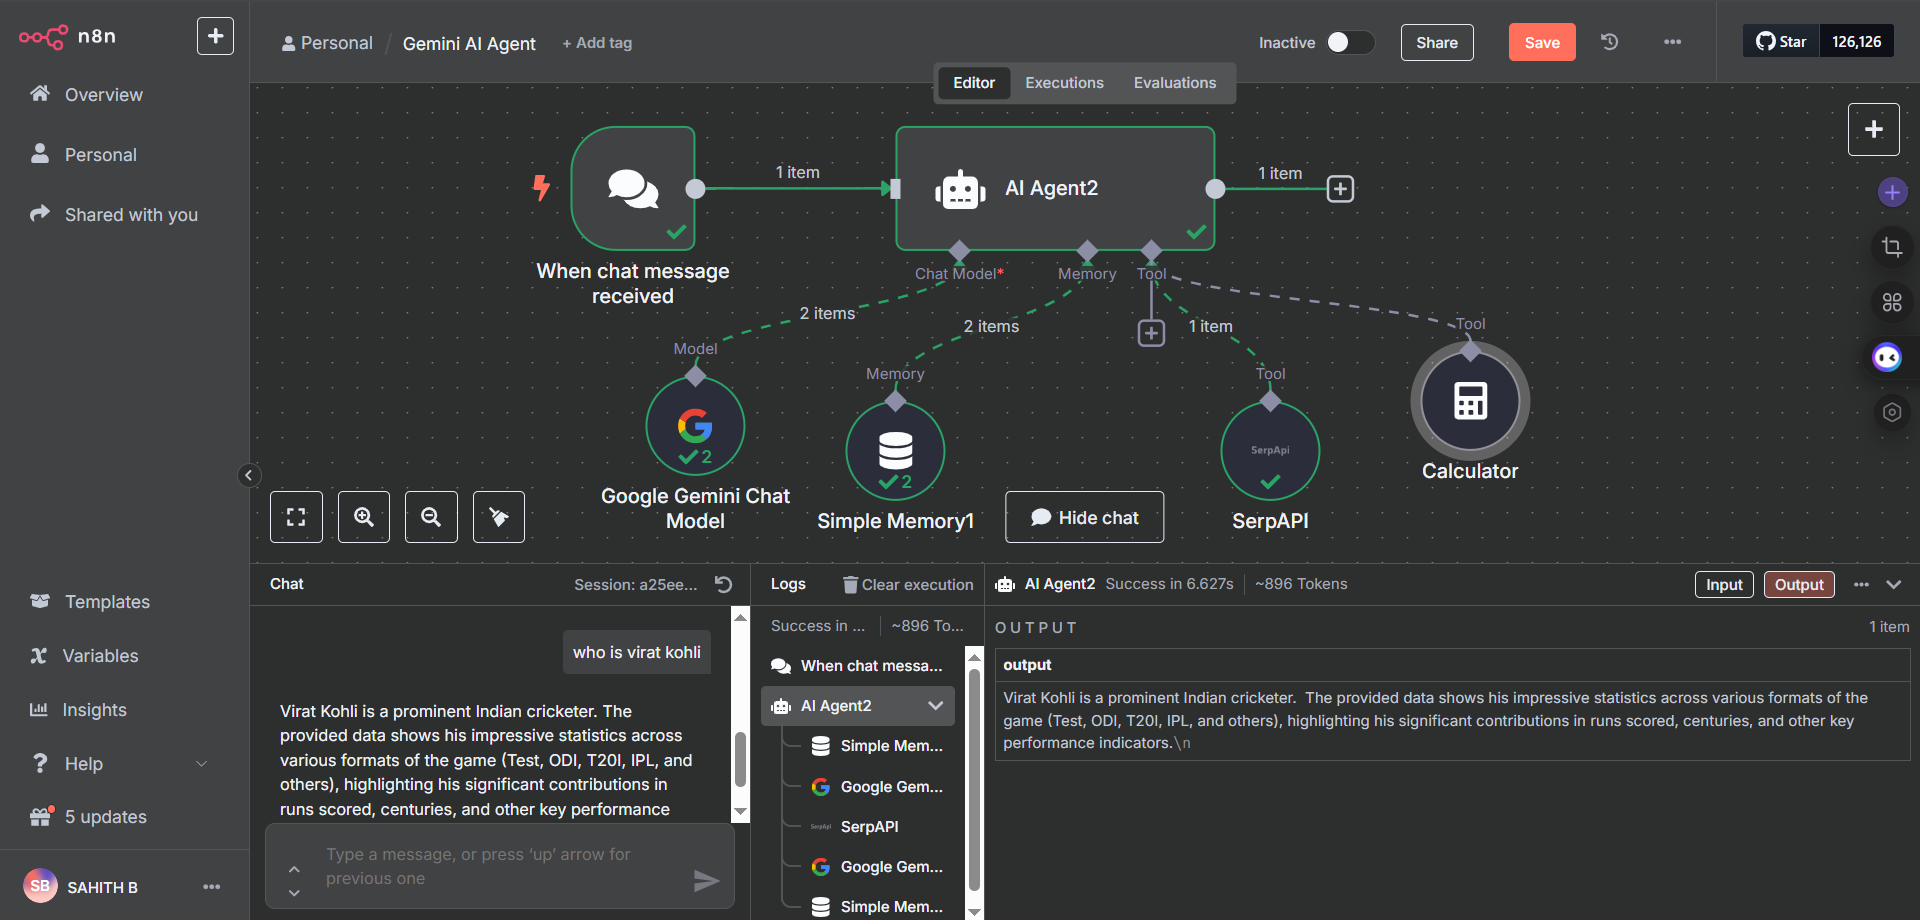 n8n
Overview
Personal
Shared with you
Templates
Variables
Insights
Help
5 updates
SB
SAHITH B
Personal / Gemini AI Agent + Add tag
Inactive
Share
Save
Star 126,126
Editor Executions Evaluations
1 item
AI Agent2
1 item
When chat message
received
Chat Model*
Memory
Tool
2 items
2 items
1 item
Model
Memory
Tool
Tool
2
Google Gemini Chat
Model
2
Simple Memory1
SerpApi
SerpAPI
Calculator
Hide chat
Chat
Session: a25ee...
who is virat kohli
Virat Kohli is a prominent Indian cricketer. The
provided data shows his impressive statistics across
various formats of the game (Test, ODI, T20I, IPL, and
others), highlighting his significant contributions in
runs scored, centuries, and other key performance
Type a message, or press ‘up’ arrow for
previous one
Logs
Clear execution
Success in ...
~896 To...
When chat messa...
AI Agent2
Simple Mem...
Google Gem...
SerpApi
SerpAPI
Google Gem...
Simple Mem...
AI Agent2 Success in 6.627s ~896 Tokens
Input
Output
OUTPUT
1 item
output
Virat Kohli is a prominent Indian cricketer.  The provided data shows his impressive statistics across various formats of the
game (Test, ODI, T20I, IPL, and others), highlighting his significant contributions in runs scored, centuries, and other key
performance indicators.\n